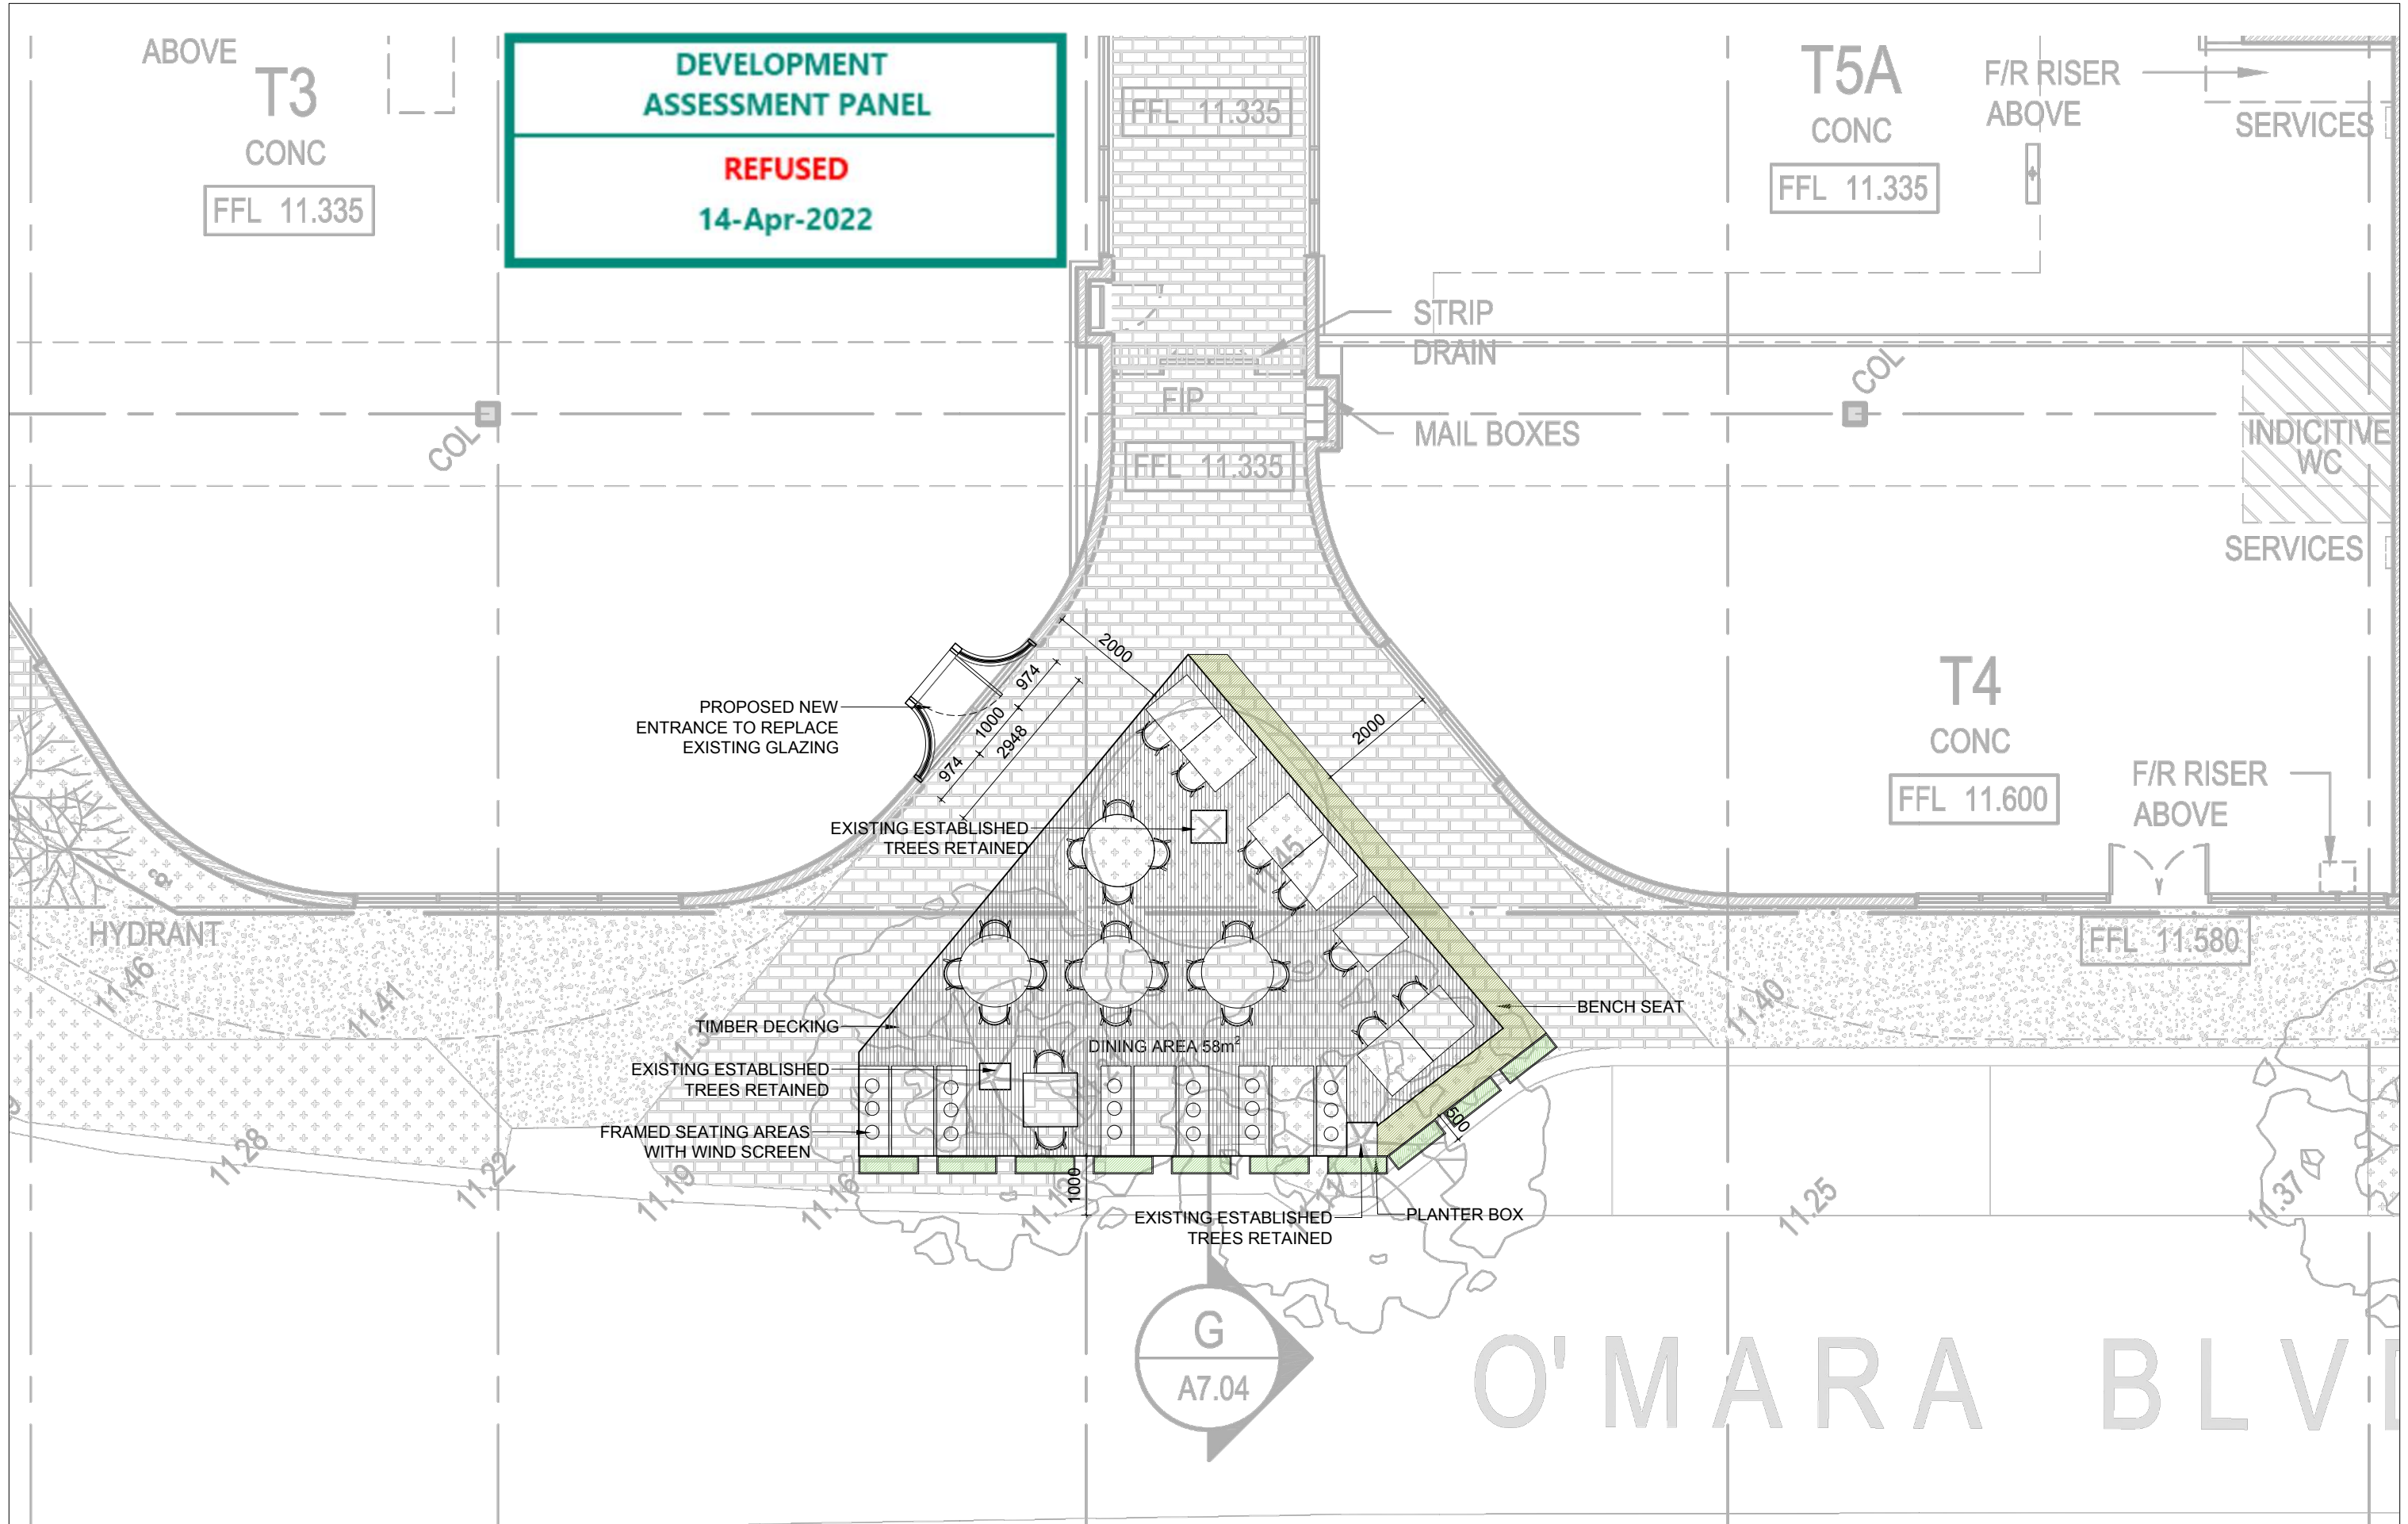 ABOVE
T3
CONC
FFL 11.335
DEVELOPMENT
ASSESSMENT PANEL
REFUSED
14-Apr-2022
FFL 11.335
T5A
CONC
FFL 11.335
F/R RISER
ABOVE
SERVICES
STRIP
DRAIN
FIP
MAIL BOXES
FFL 11.335
COL
COL
INDICITIVE
WC
SERVICES
2000
974
1000
2948
974
PROPOSED NEW
ENTRANCE TO REPLACE
EXISTING GLAZING
2000
T4
CONC
FFL 11.600
F/R RISER
ABOVE
EXISTING ESTABLISHED
TREES RETAINED
HYDRANT
FFL 11.580
11.46
11.41
11.40
BENCH SEAT
TIMBER DECKING
DINING AREA 58m²
EXISTING ESTABLISHED
TREES RETAINED
FRAMED SEATING AREAS
WITH WIND SCREEN
500
11.28
11.22
11.19
11.16
1000
11.25
11.37
EXISTING ESTABLISHED
TREES RETAINED
PLANTER BOX
G
A7.04
O'MARA BLV